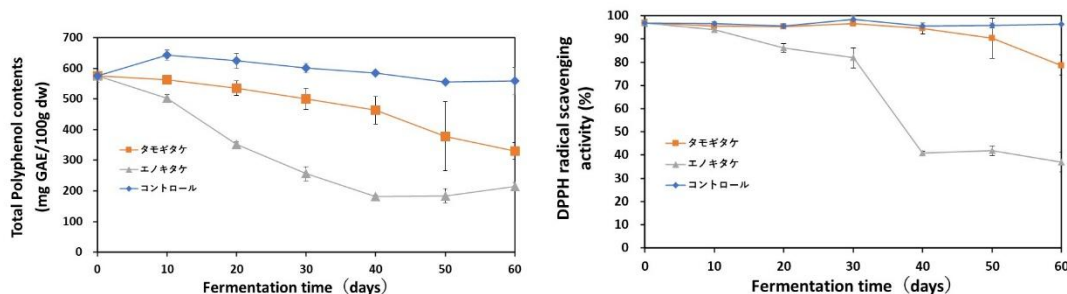 Total Polyphenol contents
(mg GAE/100g dw)
700
600
500
400
300
200
100
0
タモギタケ
エノキタケ
コントロール
0 10 20 30 40 50 60
Fermentation time（days）
DPPH radical scavenging
activity (%)
100
90
80
70
60
50
40
30
20
10
0
タモギタケ
エノキタケ
コントロール
0 10 20 30 40 50 60
Fermentation time（days）